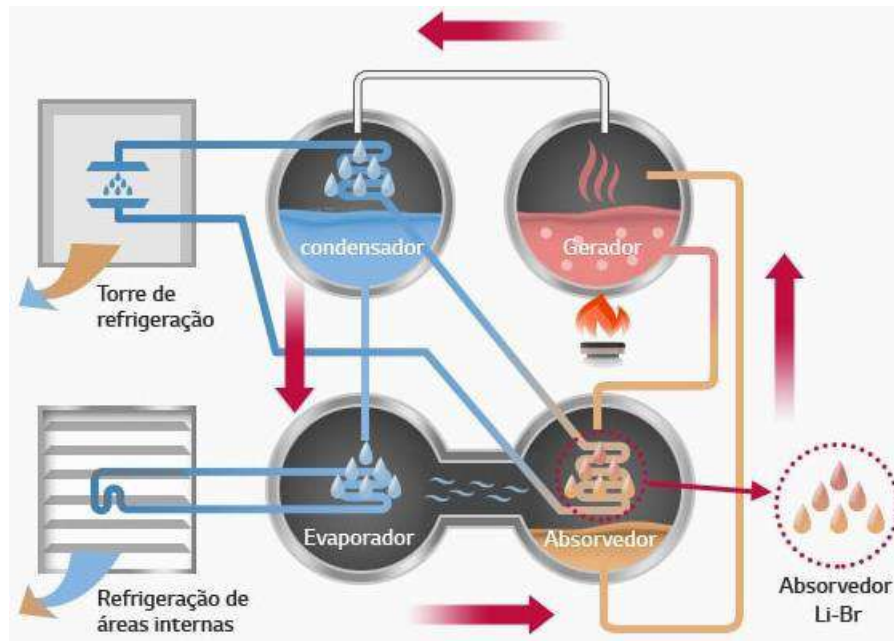 condensador
Gerador
Torre de
refrigeração
Evaporador
Absorvedor
Refrigeração de
áreas internas
Absorvedor
Li-Br